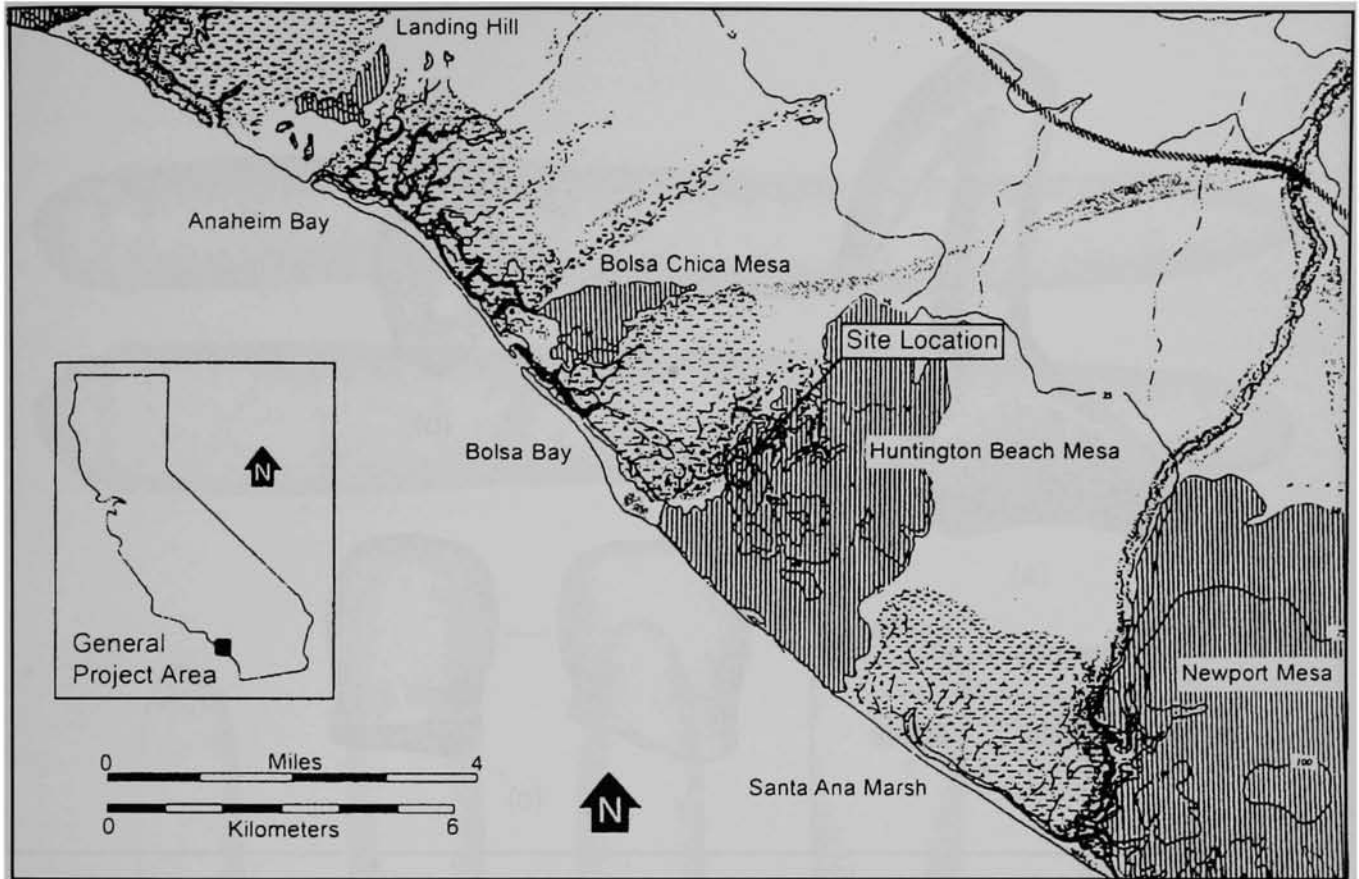 Landing Hill
Anaheim Bay
Bolsa Chica Mesa
Site Location
Bolsa Bay
Huntington Beach Mesa
N
General
Project Area
Newport Mesa
100
0 Miles 4
0 Kilometers 6
N
Santa Ana Marsh